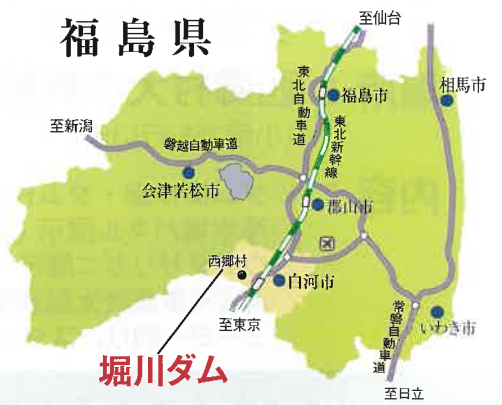 福島県
至仙台
東北自動車道
福島市
相馬市
至新潟
磐越自動車道
東北新幹線
会津若松市
郡山市
西郷村
白河市
至東京
常磐自動車道
いわき市
堀川ダム
至日立